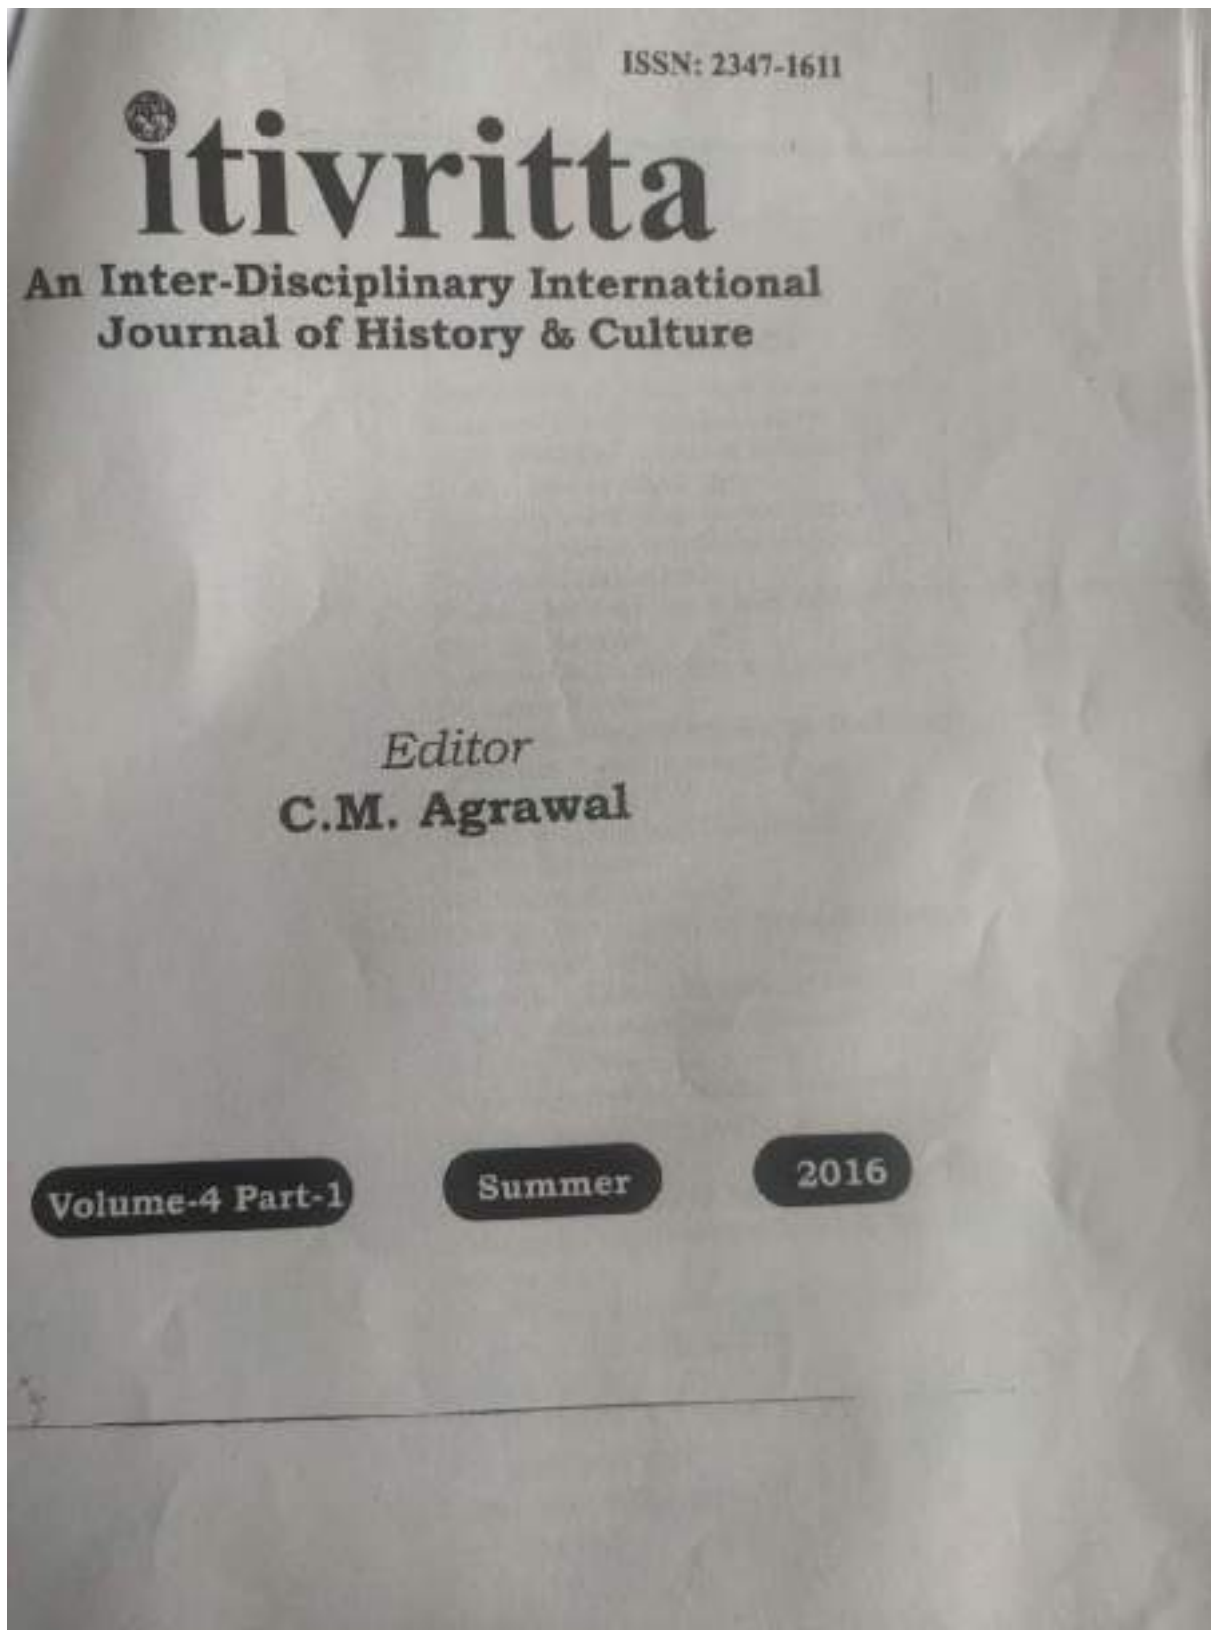 ISSN: 2347-1611
itivritta
An Inter-Disciplinary International
Journal of History & Culture
Editor
C.M. Agrawal
Volume-4 Part-1
Summer
2016